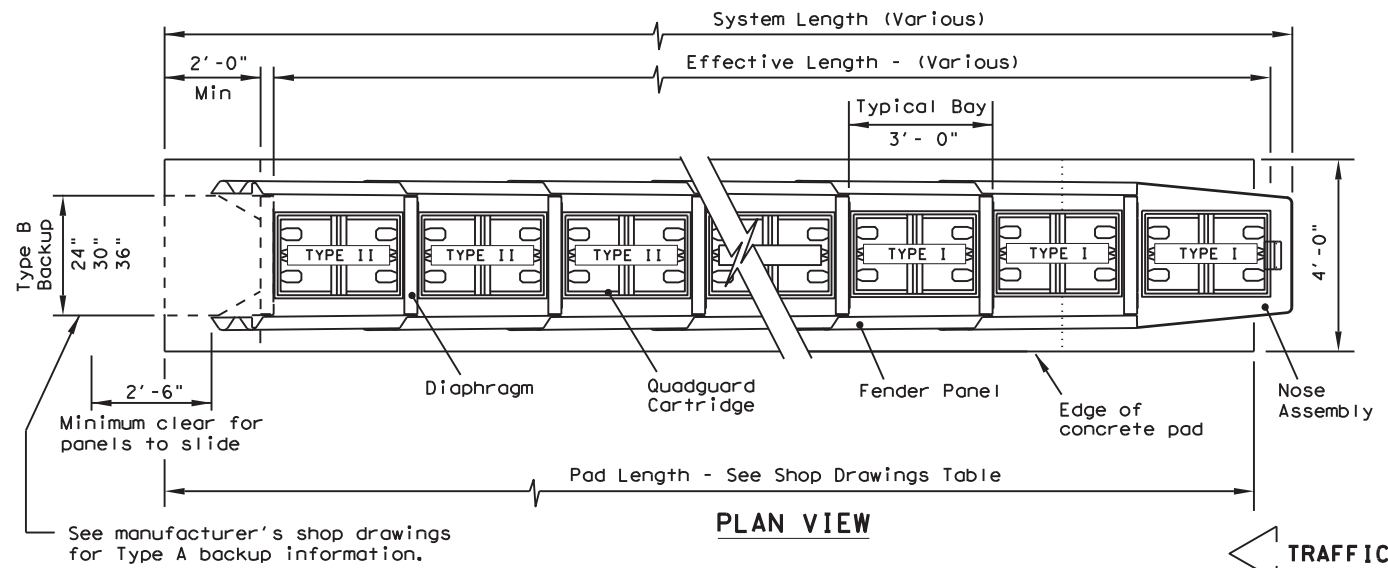 System Length (Various)
2'-0"
Min
Effective Length - (Various)
Typical Bay
3'- 0"
Type B
Backup
24"
30"
36"
TYPE II
TYPE II
TYPE II
TYPE I
TYPE I
TYPE I
4'-0"
2'-6"
Minimum clear for
panels to slide
Diaphragm
Quadguard
Cartridge
Fender Panel
Edge of
concrete pad
Nose
Assembly
Pad Length - See Shop Drawings Table
See manufacturer's shop drawings
for Type A backup information.
PLAN VIEW
TRAFFIC